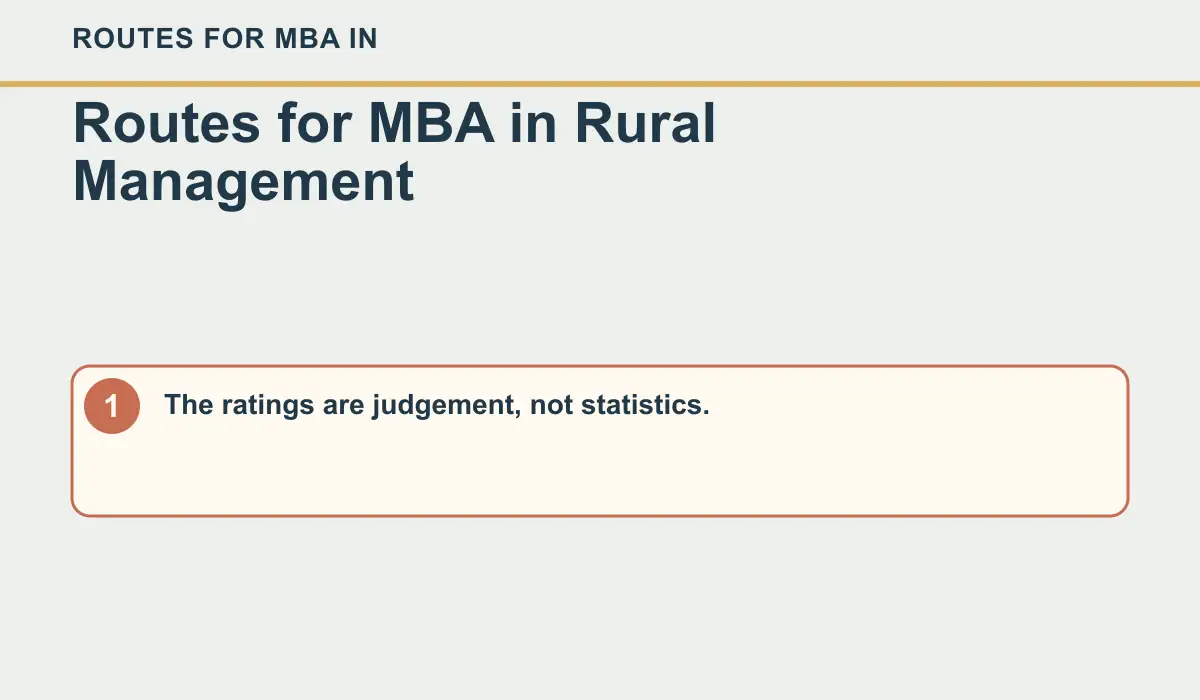 ROUTES FOR MBA IN
Routes for MBA in Rural
Management
1
The ratings are judgement, not statistics.